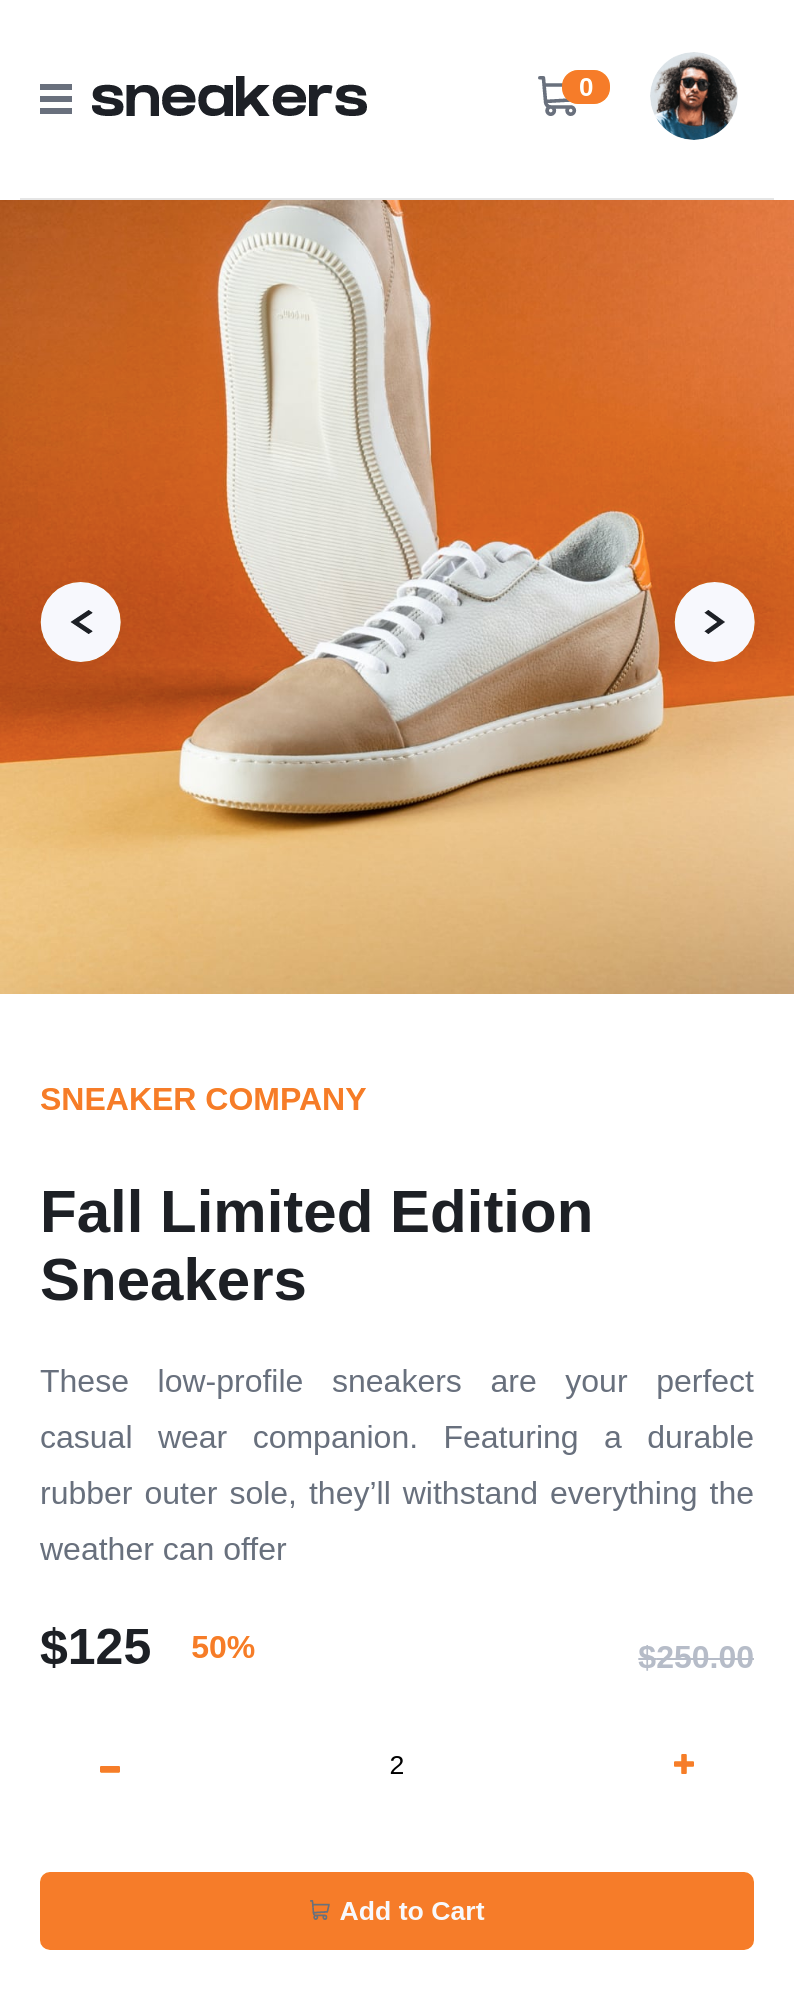 sneakers
0
<
>
SNEAKER COMPANY
Fall Limited Edition
Sneakers
These low-profile sneakers are your perfect
casual wear companion. Featuring a durable
rubber outer sole, they’ll withstand everything the
weather can offer
$125 50% $250.00
2
Add to Cart